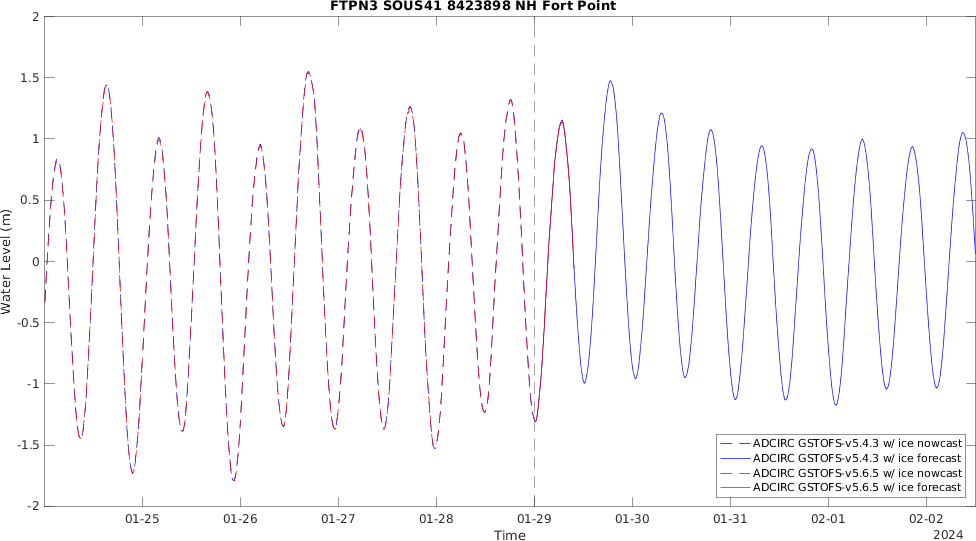 FTPN3 SOUS41 8423898 NH Fort Point
2
1.5
1
0.5
0
-0.5
-1
-1.5
-2
Water Level (m)
01-25 01-26 01-27 01-28 01-29 01-30 01-31 02-01 02-02
Time
2024
ADCIRC GSTOFS-v5.4.3 w/ ice nowcast
ADCIRC GSTOFS-v5.4.3 w/ ice forecast
ADCIRC GSTOFS-v5.6.5 w/ ice nowcast
ADCIRC GSTOFS-v5.6.5 w/ ice forecast